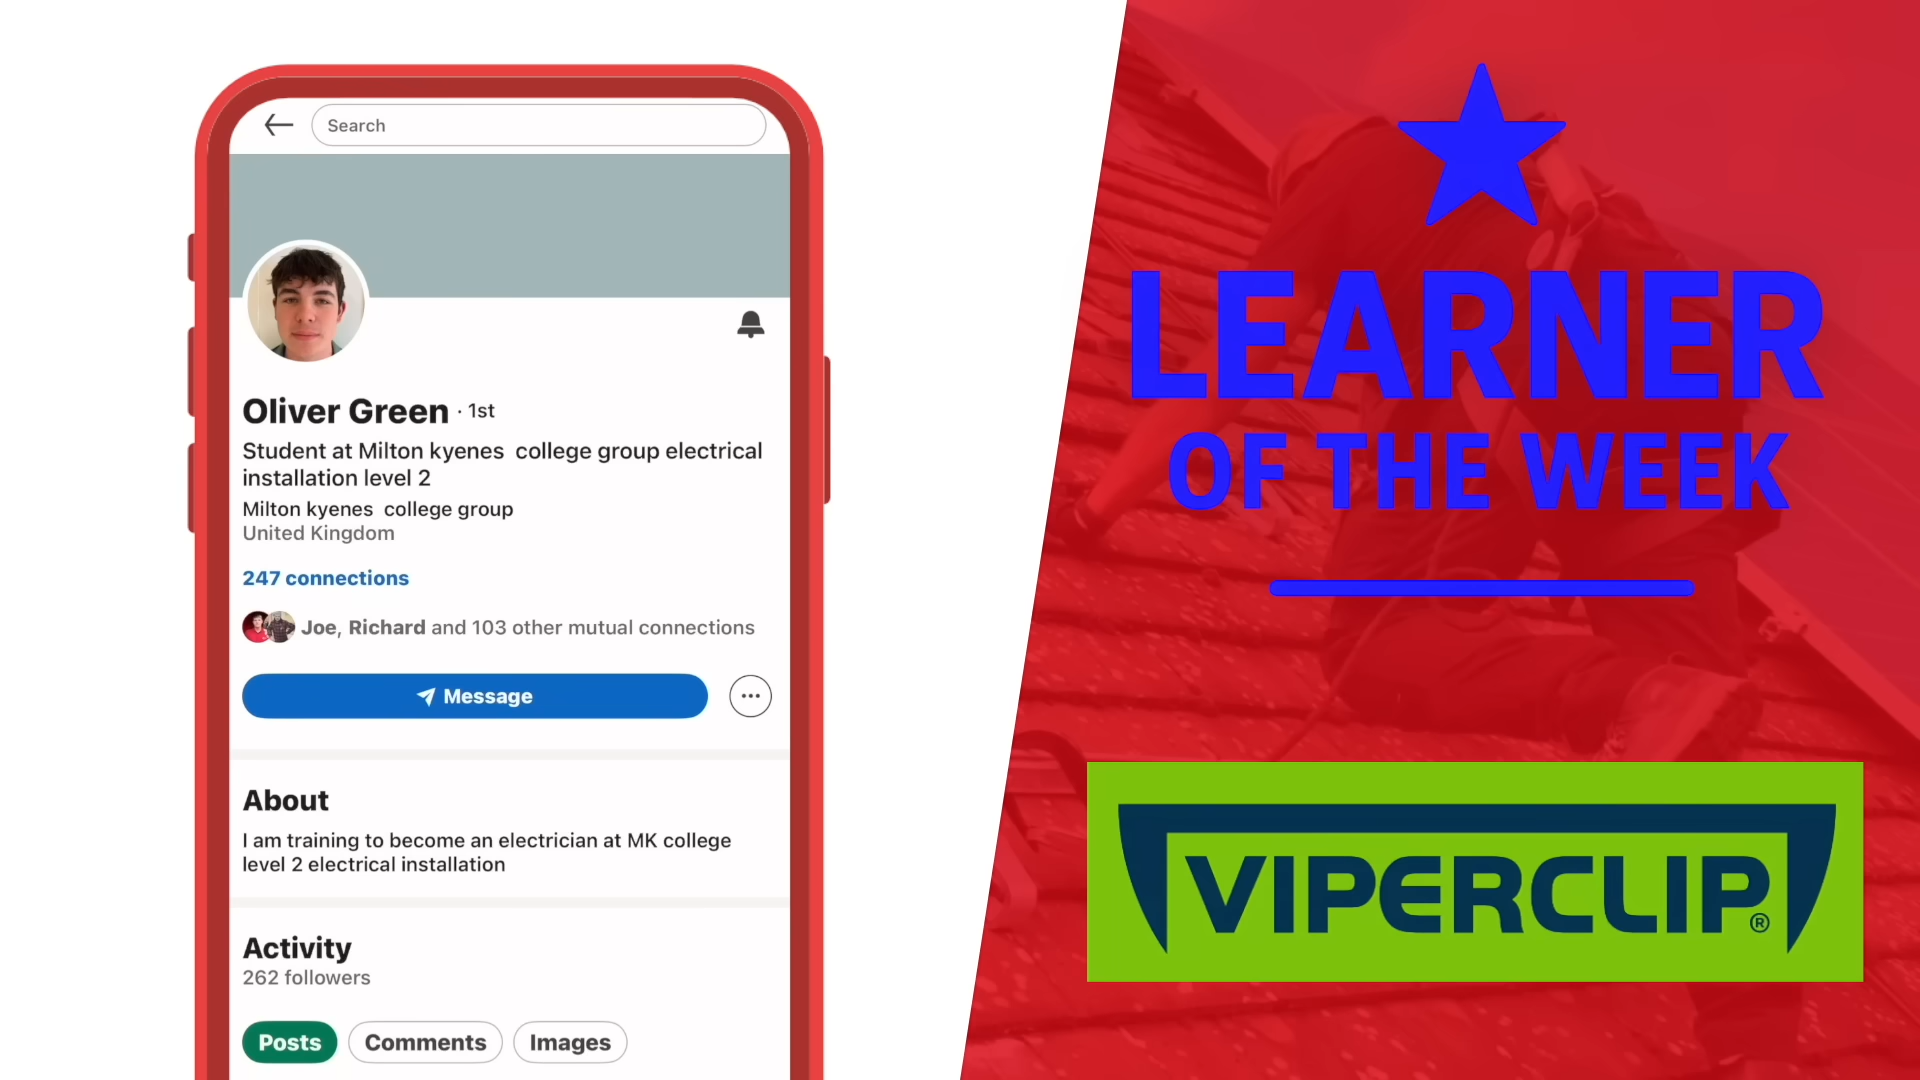 Search
Oliver Green · 1st
Student at Milton kyenes  college group electrical
installation level 2
Milton kyenes  college group
United Kingdom
247 connections
Joe, Richard and 103 other mutual connections
Message
About
I am training to become an electrician at MK college
level 2 electrical installation
Activity
262 followers
Posts
Comments
Images
LEARNER
OF THE WEEK
VIPERCLIP®